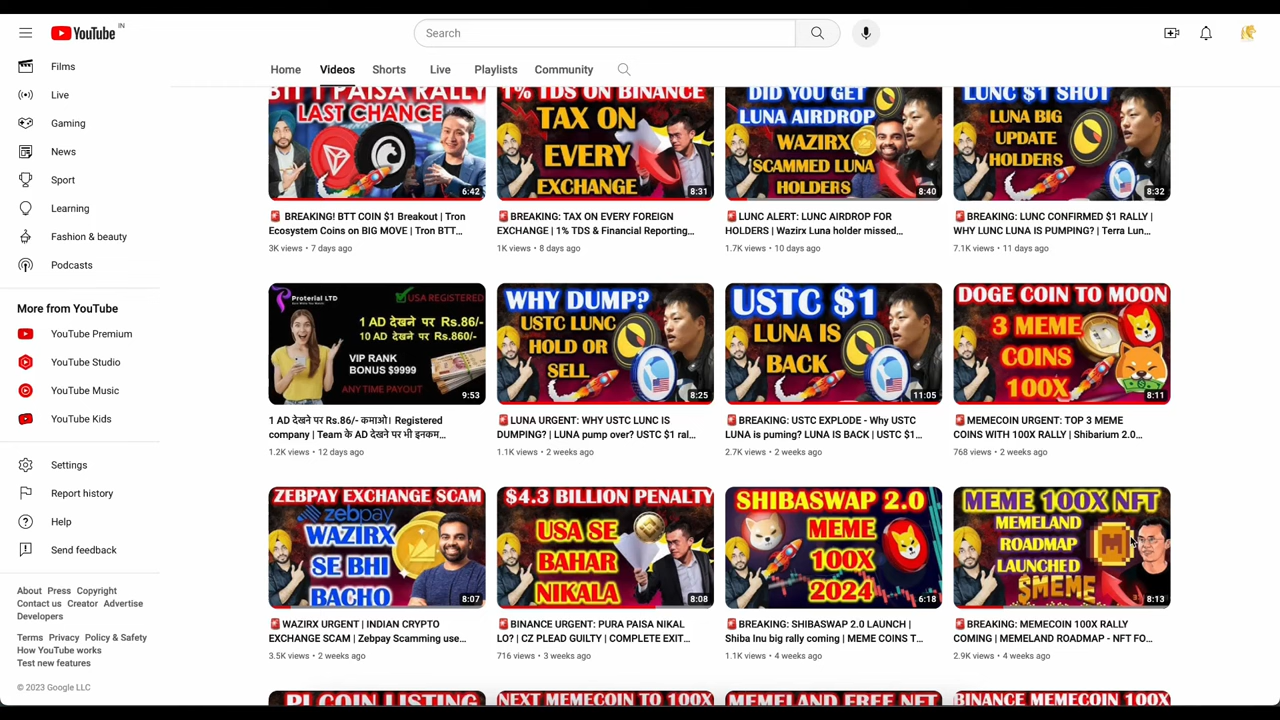 YouTube IN
Search
Films
Live
Gaming
News
Sport
Learning
Fashion & beauty
Podcasts
More from YouTube
YouTube Premium
YouTube Studio
YouTube Music
YouTube Kids
Settings
Report history
Help
Send feedback
About Press Copyright
Contact us Creator Advertise
Developers
Terms Privacy Policy & Safety
How YouTube works
Test new features
© 2023 Google LLC
Home Videos Shorts Live Playlists Community
BTT 1 PAISA RALLY
LAST CHANCE
6:42
BREAKING! BTT COIN $1 Breakout | Tron
Ecosystem Coins on BIG MOVE | Tron BTT...
3K views • 7 days ago
1% TDS ON BINANCE
TAX ON
EVERY
EXCHANGE
8:31
BREAKING: TAX ON EVERY FOREIGN
EXCHANGE | 1% TDS & Financial Reporting...
1K views • 8 days ago
DID YOU GET
LUNA AIRDROP
WAZIRX
SCAMMED LUNA
HOLDERS
8:40
LUNC ALERT: LUNC AIRDROP FOR
HOLDERS | Wazirx Luna holder missed...
1.7K views • 10 days ago
LUNC $1 SHOT
LUNA BIG
UPDATE
HOLDERS
8:32
BREAKING: LUNC CONFIRMED $1 RALLY |
WHY LUNC LUNA IS PUMPING? | Terra Lun...
7.1K views • 11 days ago
Proterial LTD
USA REGISTERED
1 AD देखने पर Rs.86/-
10 AD देखने पर Rs.860/-
VIP RANK
BONUS $9999
ANY TIME PAYOUT
9:53
1 AD देखने पर Rs.86/- कमाओ। Registered
company | Team के AD देखने पर भी इनकम...
1.2K views • 12 days ago
WHY DUMP?
USTC LUNC
HOLD OR
SELL
8:25
LUNA URGENT: WHY USTC LUNC IS
DUMPING? | LUNA pump over? USTC $1 ral...
1.1K views • 2 weeks ago
USTC $1
LUNA IS
BACK
11:05
BREAKING: USTC EXPLODE - Why USTC
LUNA is puming? LUNA IS BACK | USTC $1...
2.7K views • 2 weeks ago
DOGE COIN TO MOON
3 MEME
COINS
100X
8:11
MEMECOIN URGENT: TOP 3 MEME
COINS WITH 100X RALLY | Shibarium 2.0...
768 views • 2 weeks ago
ZEBPAY EXCHANGE SCAM
zebpay
WAZIRX
SE BHI
BACHO
8:07
WAZIRX URGENT | INDIAN CRYPTO
EXCHANGE SCAM | Zebpay Scamming use...
3.5K views • 2 weeks ago
$4.3 BILLION PENALTY
USA SE
BAHAR
NIKALA
8:08
BINANCE URGENT: PURA PAISA NIKAL
LO? | CZ PLEAD GUILTY | COMPLETE EXIT...
716 views • 3 weeks ago
SHIBASWAP 2.0
MEME
100X
2024
6:18
BREAKING: SHIBASWAP 2.0 LAUNCH |
Shiba Inu big rally coming | MEME COINS T...
1.1K views • 4 weeks ago
MEME 100X NFT
MEMELAND
ROADMAP
LAUNCHED
$MEME
8:13
BREAKING: MEMECOIN 100X RALLY
COMING | MEMELAND ROADMAP - NFT FO...
2.9K views • 4 weeks ago
PI COIN LISTING
NEXT MEMECOIN TO 100X
MEMELAND FREE NFT
BINANCE MEMECOIN 100X